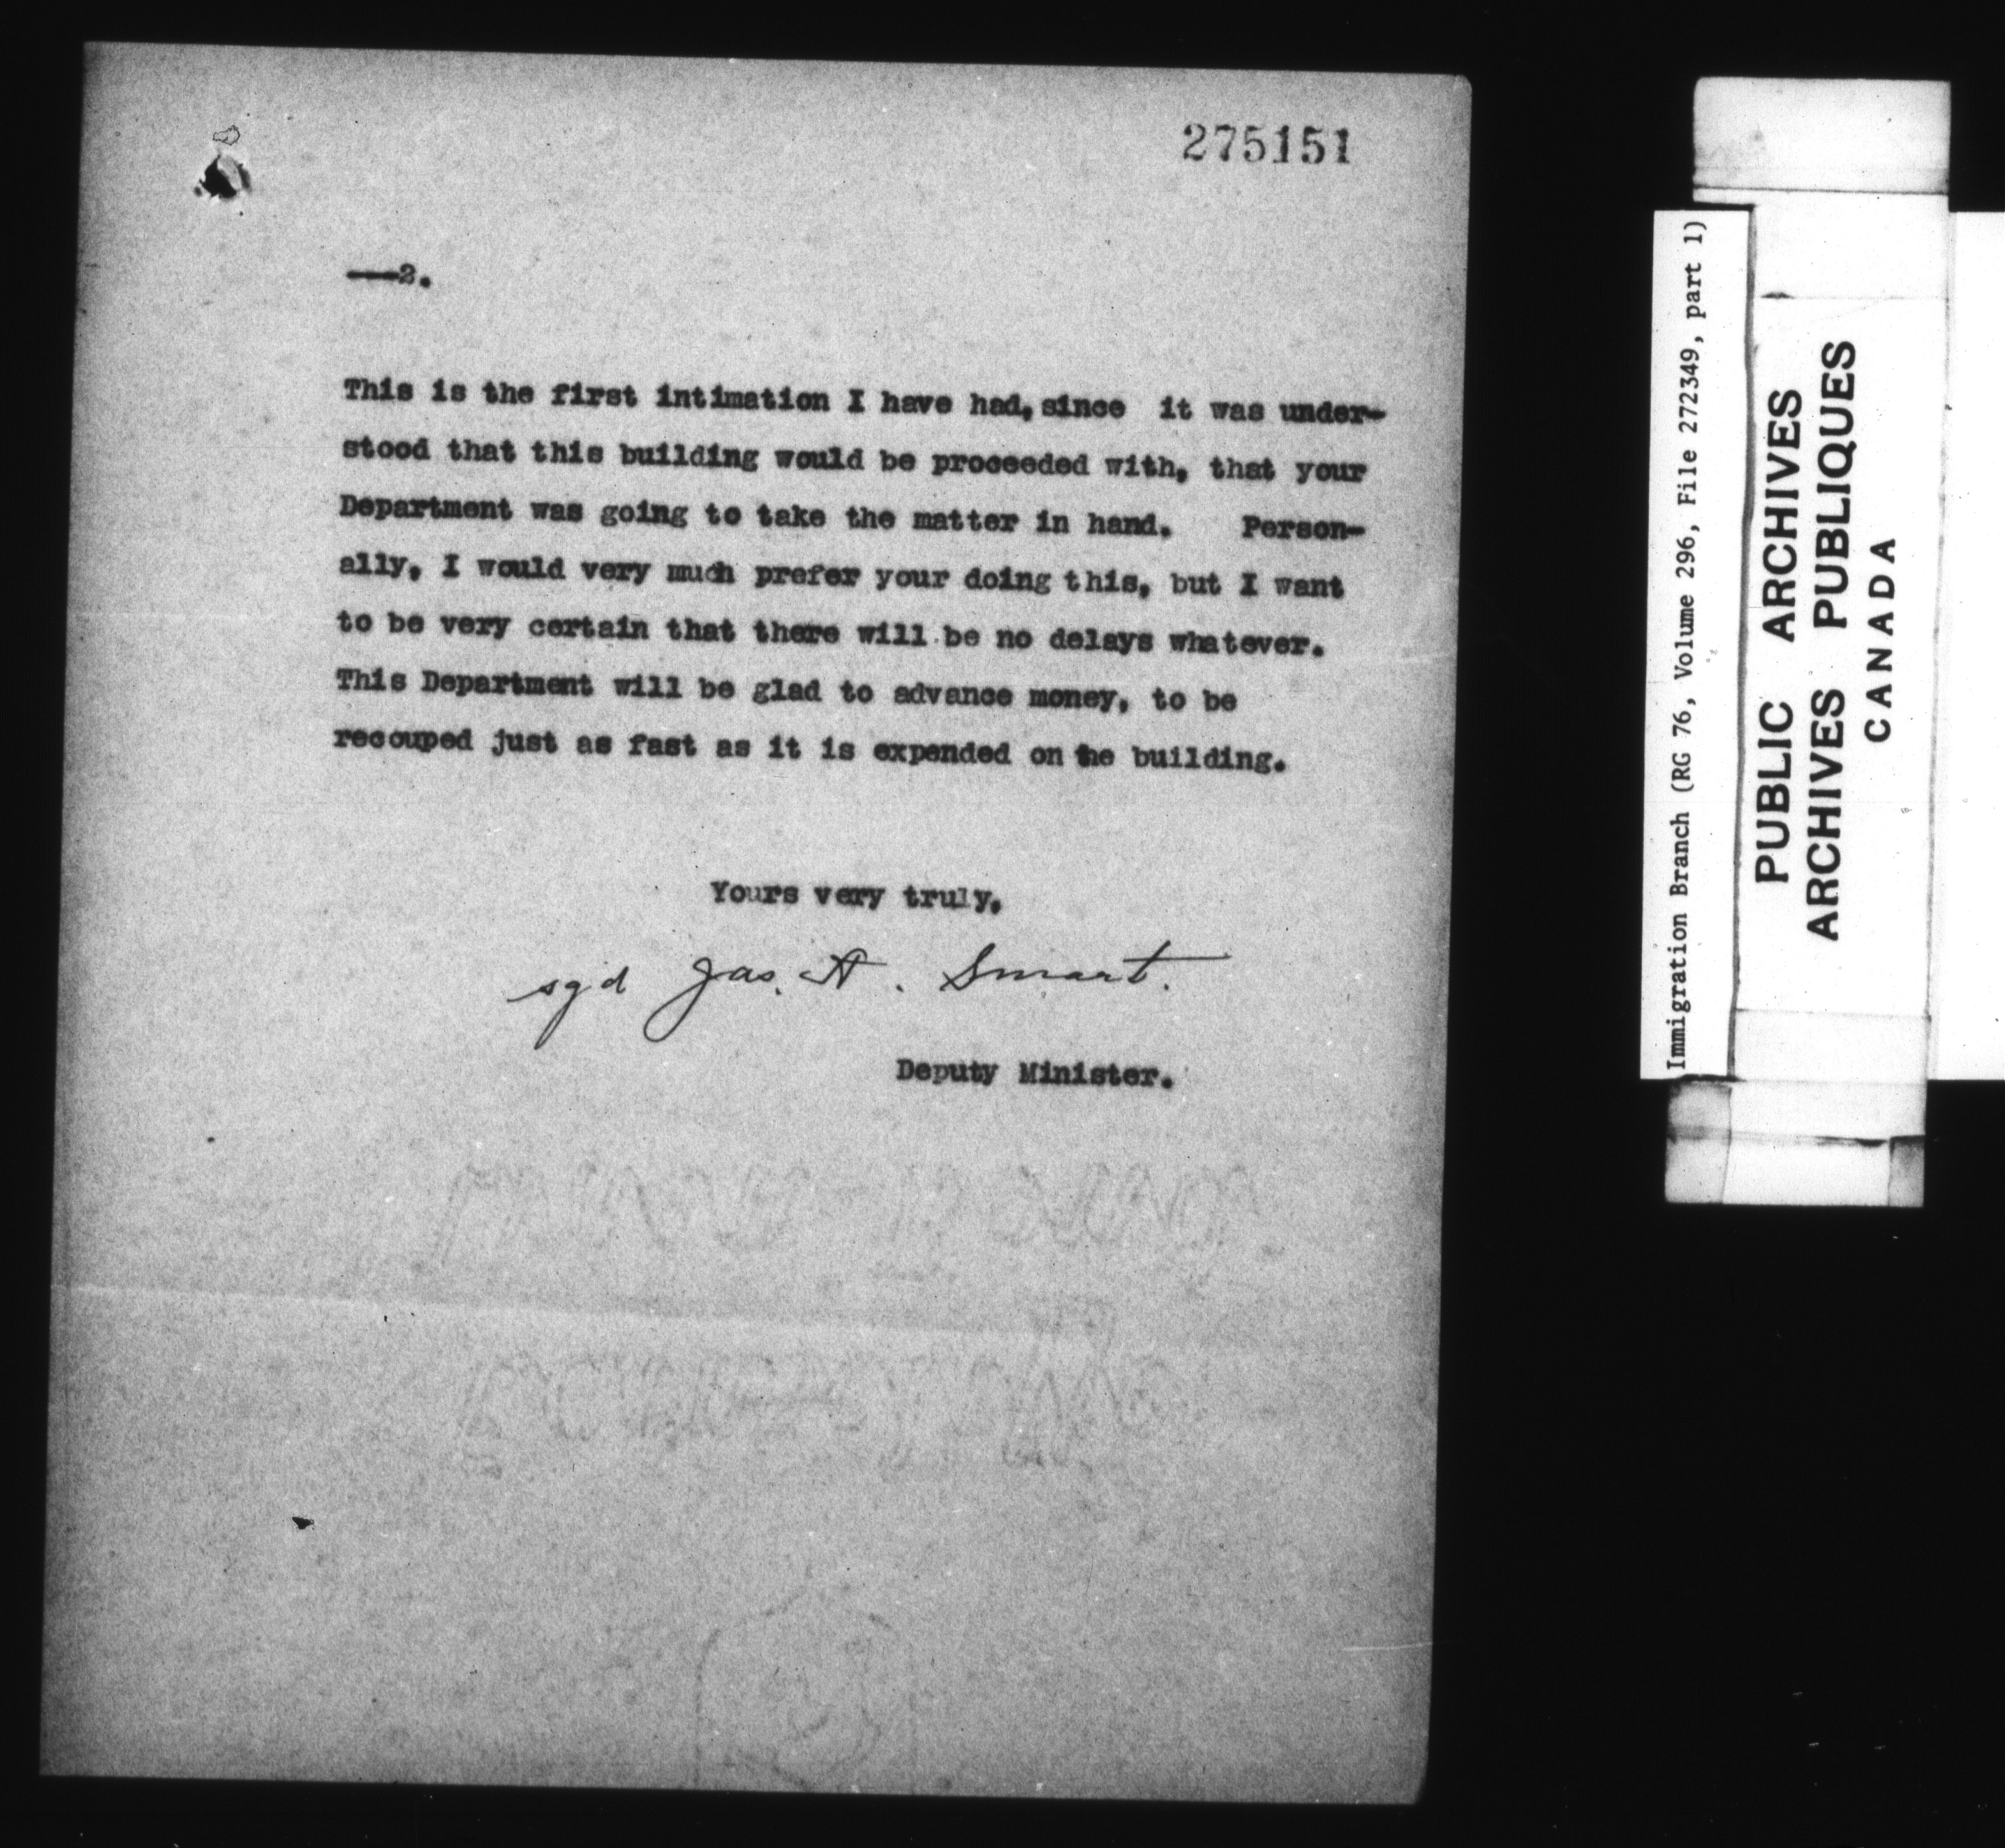 275151
——2.
This is the first intimation I have had, since it was under-
stood that this building would be proceeded with, that your
Department was going to take the matter in hand. Person-
ally, I would very much prefer your doing this, but I want
to be very certain that there will be no delays whatever.
This Department will be glad to advance money, to be
recouped just as fast as it is expended on the building.
Yours very truly,
sgd Jas. A. Smart.
Deputy Minister.
Immigration Branch (RG 76, Volume 296, File 272349, part 1)
PUBLIC ARCHIVES
ARCHIVES PUBLIQUES
CANADA